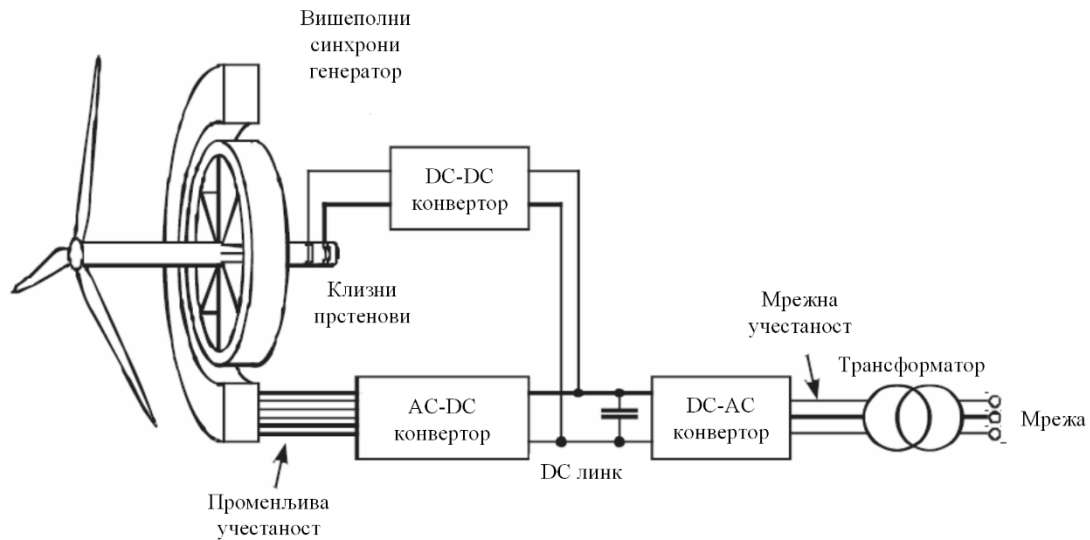 Вишеполни
синхрони
генератор
DC-DC
конвертор
Клизни
прстенови
Мрежна
учестаност
Трансформатор
AC-DC
конвертор
DC-AC
конвертор
Мрежа
DC линк
Променљива
учестаност